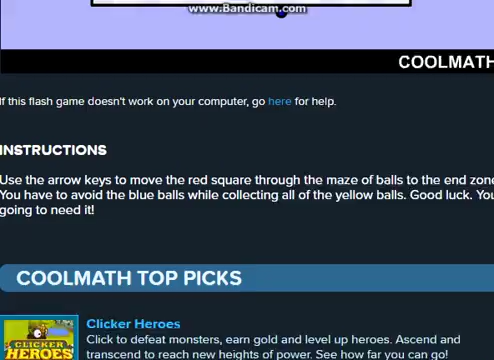 www.Bandicam.com
COOLMATH
If this flash game doesn't work on your computer, go here for help.
INSTRUCTIONS
Use the arrow keys to move the red square through the maze of balls to the end zone
You have to avoid the blue balls while collecting all of the yellow balls. Good luck. You
going to need it!
COOLMATH TOP PICKS
CLICKER
HEROES
Clicker Heroes
Click to defeat monsters, earn gold and level up heroes. Ascend and
transcend to reach new heights of power. See how far you can go!